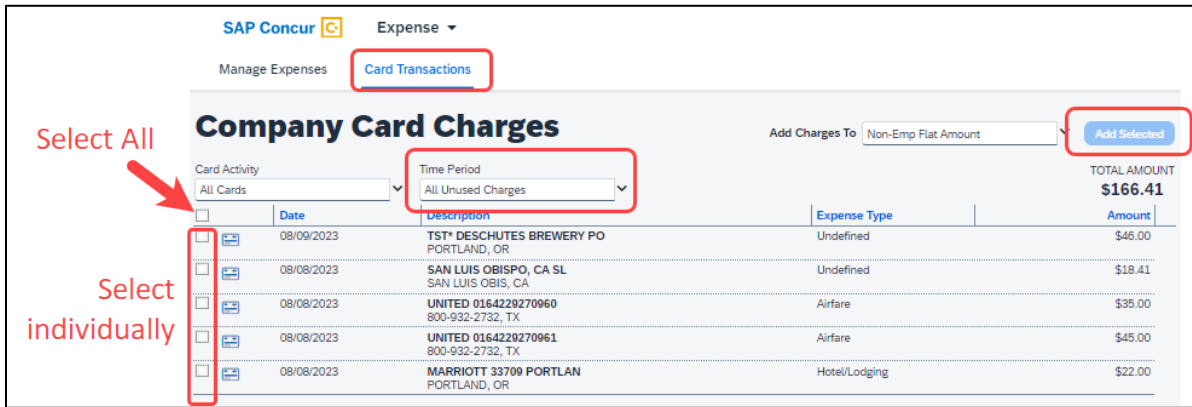 SAP Concur C
Expense
Manage Expenses
Card Transactions
Select All
Company Card Charges
Add Charges To Non-Emp Flat Amount
Add Selected
Card Activity
All Cards
Time Period
All Unused Charges
TOTAL AMOUNT
$166.41
Date Description Expense Type Amount
Select individually
08/09/2023 TST* DESCHUTES BREWERY PO Undefined $46.00
PORTLAND, OR
08/08/2023 SAN LUIS OBISPO, CA SL Undefined $18.41
SAN LUIS OBIS, CA
08/08/2023 UNITED 0164229270960 Airfare $35.00
800-932-2732, TX
08/08/2023 UNITED 0164229270961 Airfare $45.00
800-932-2732, TX
08/08/2023 MARRIOTT 33709 PORTLAN Hotel/Lodging $22.00
PORTLAND, OR